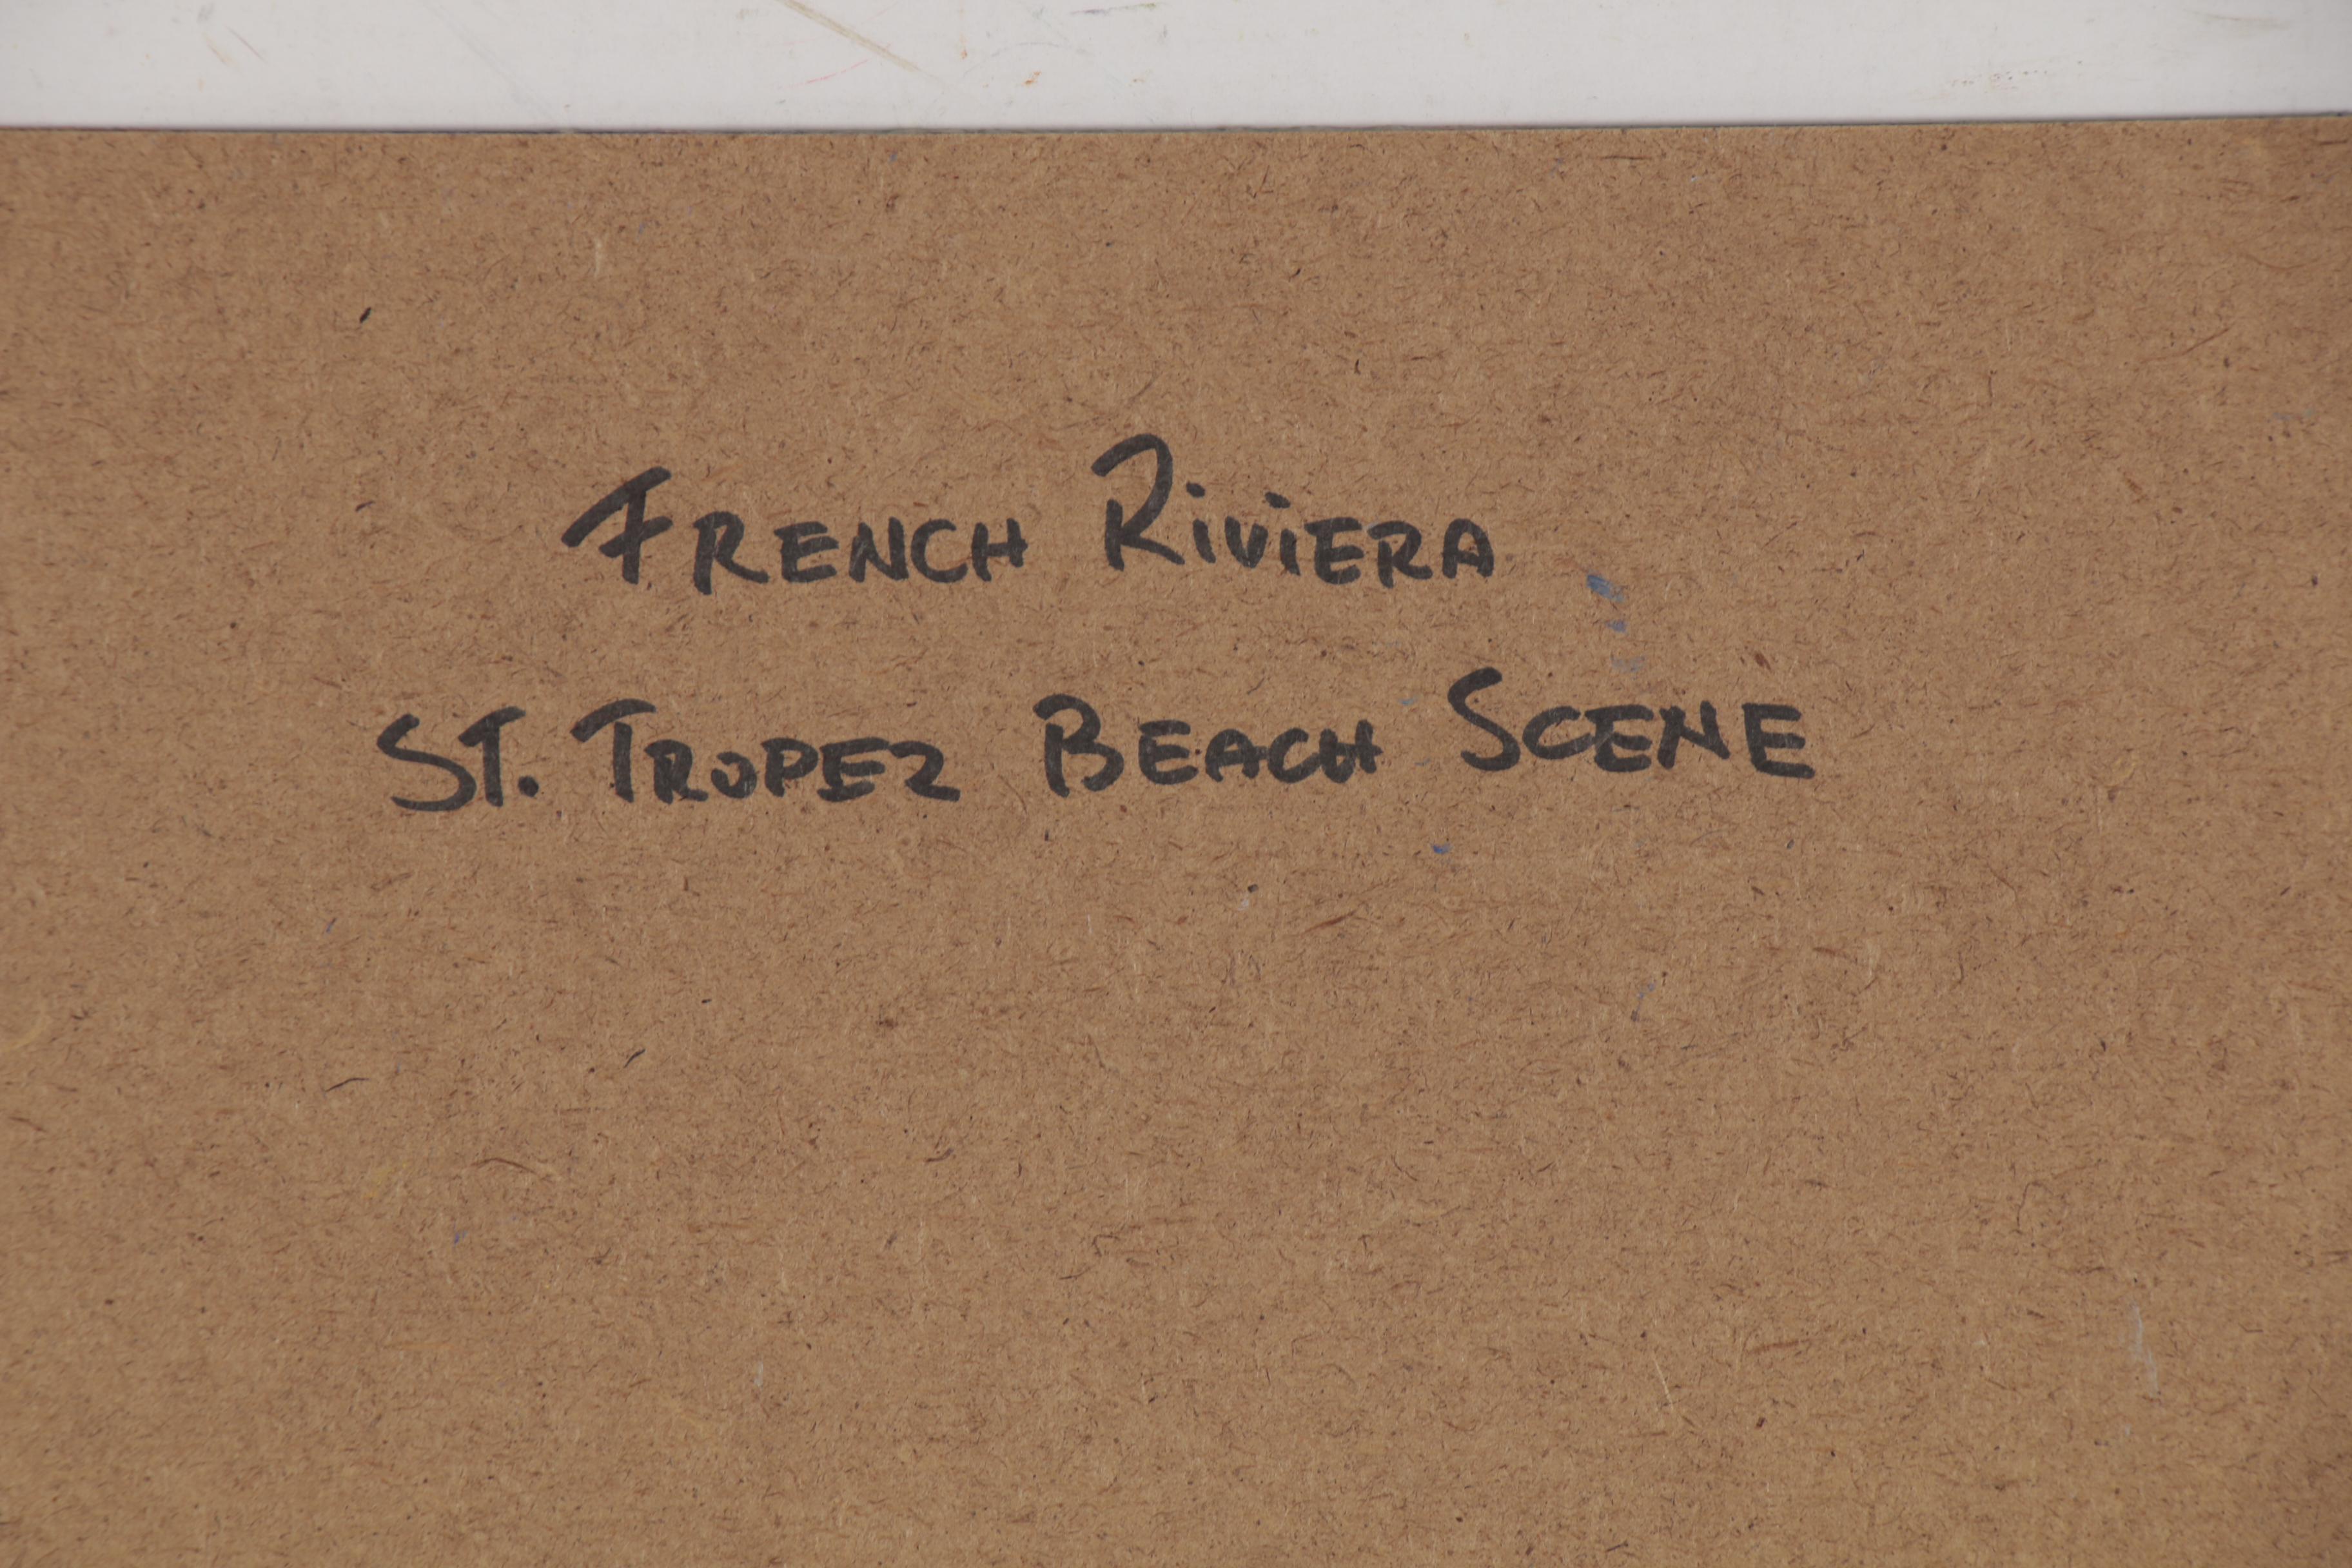 FRENCH RiViERA
ST. TROPEZ BEACH SCENE